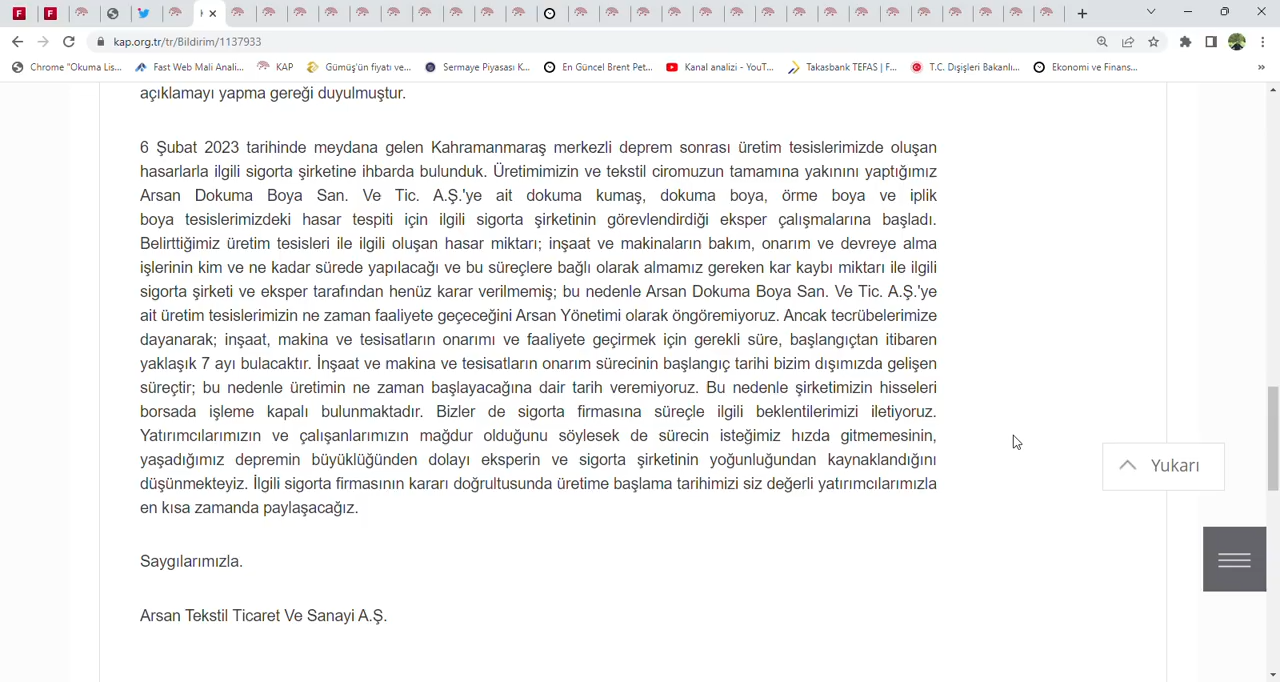 kap.org.tr/tr/Bildirim/1137933
Chrome "Okuma Lis... Fast Web Mali Anali... KAP Gümüş'ün fiyatı ve... Sermaye Piyasası K... En Güncel Brent Pet... Kanal analizi - YouT... Takasbank TEFAS | F... T.C. Dışişleri Bakanlı... Ekonomi ve Finans... »
açıklamayı yapma gereği duyulmuştur.
6 Şubat 2023 tarihinde meydana gelen Kahramanmaraş merkezli deprem sonrası üretim tesislerimizde oluşan
hasarlarla ilgili sigorta şirketine ihbarda bulunduk. Üretimimizin ve tekstil ciromuzun tamamına yakınını yaptığımız
Arsan Dokuma Boya San. Ve Tic. A.Ş.'ye ait dokuma kumaş, dokuma boya, örme boya ve iplik
boya tesislerimizdeki hasar tespiti için ilgili sigorta şirketinin görevlendirdiği eksper çalışmalarına başladı.
Belirttiğimiz üretim tesisleri ile ilgili oluşan hasar miktarı; inşaat ve makinaların bakım, onarım ve devreye alma
işlerinin kim ve ne kadar sürede yapılacağı ve bu süreçlere bağlı olarak almamız gereken kar kaybı miktarı ile ilgili
sigorta şirketi ve eksper tarafından henüz karar verilmemiş; bu nedenle Arsan Dokuma Boya San. Ve Tic. A.Ş.'ye
ait üretim tesislerimizin ne zaman faaliyete geçeceğini Arsan Yönetimi olarak öngöremiyoruz. Ancak tecrübelerimize
dayanarak; inşaat, makina ve tesisatların onarımı ve faaliyete geçirmek için gerekli süre, başlangıçtan itibaren
yaklaşık 7 ayı bulacaktır. İnşaat ve makina ve tesisatların onarım sürecinin başlangıç tarihi bizim dışımızda gelişen
süreçtir; bu nedenle üretimin ne zaman başlayacağına dair tarih veremiyoruz. Bu nedenle şirketimizin hisseleri
borsada işleme kapalı bulunmaktadır. Bizler de sigorta firmasına süreçle ilgili beklentilerimizi iletiyoruz.
Yatırımcılarımızın ve çalışanlarımızın mağdur olduğunu söylesek de sürecin isteğimiz hızda gitmemesinin,
yaşadığımız depremin büyüklüğünden dolayı eksperin ve sigorta şirketinin yoğunluğundan kaynaklandığını
düşünmekteyiz. İlgili sigorta firmasının kararı doğrultusunda üretime başlama tarihimizi siz değerli yatırımcılarımızla
en kısa zamanda paylaşacağız.
Yukarı
Saygılarımızla.
Arsan Tekstil Ticaret Ve Sanayi A.Ş.